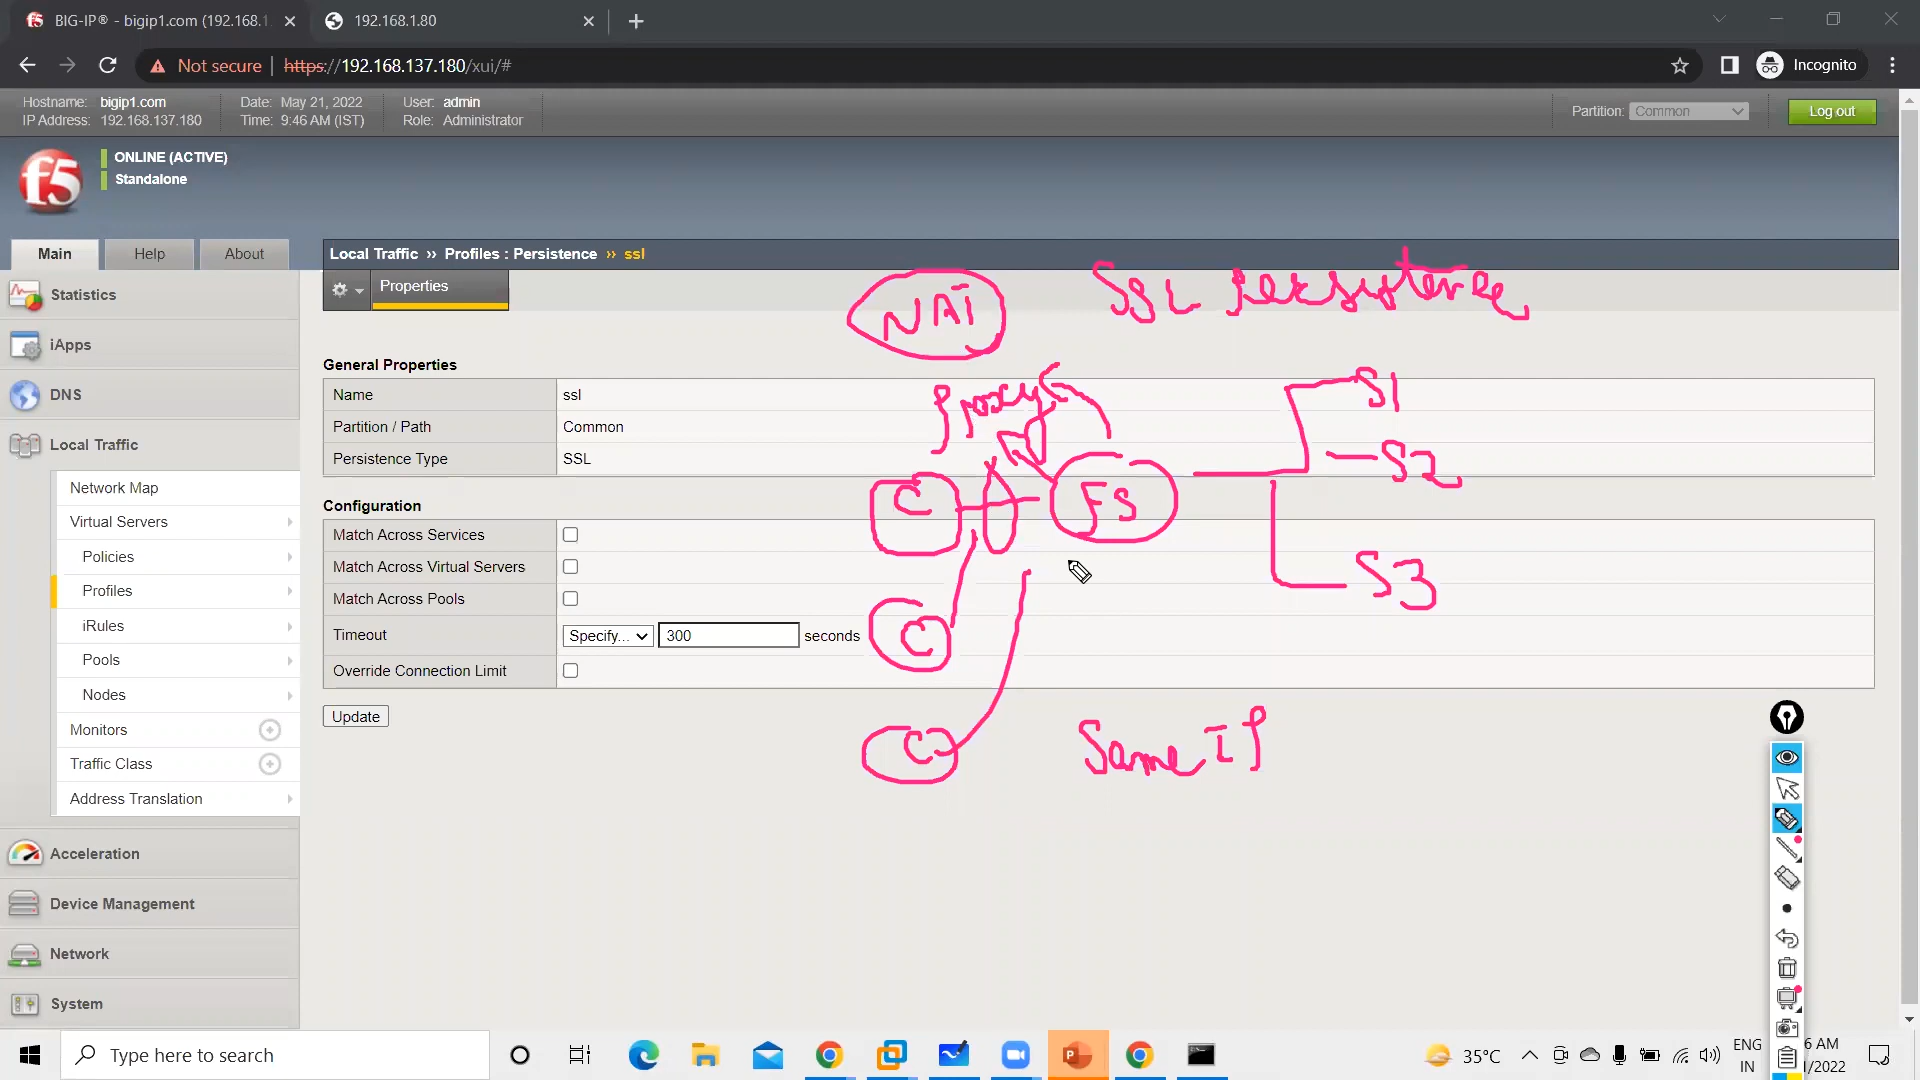 BIG-IP® - bigip1.com (192.168.1
192.168.1.80
Not secure
https://192.168.137.180/xui/#
Incognito
Hostname: bigip1.com
Date: May 21, 2022
User: admin
IP Address: 192.168.137.180
Time: 9:46 AM (IST)
Role: Administrator
Partition: Common
Log out
f5
ONLINE (ACTIVE)
Standalone
Main
Help
About
Local Traffic ›› Profiles : Persistence ›› ssl
Properties
NAT
SSL Persistence
Statistics
iApps
DNS
Local Traffic
Network Map
Virtual Servers
Policies
Profiles
iRules
Pools
Nodes
Monitors
Traffic Class
Address Translation
Acceleration
Device Management
Network
System
General Properties
Name ssl
Partition / Path Common
Persistence Type SSL
Configuration
Match Across Services
Match Across Virtual Servers
Match Across Pools
Timeout Specify... 300 seconds
Override Connection Limit
Update
Proxy
S1
S2
S3
C
F5
C
C
Same IP
Type here to search
35°C
ENG
IN
6 AM
1/2022